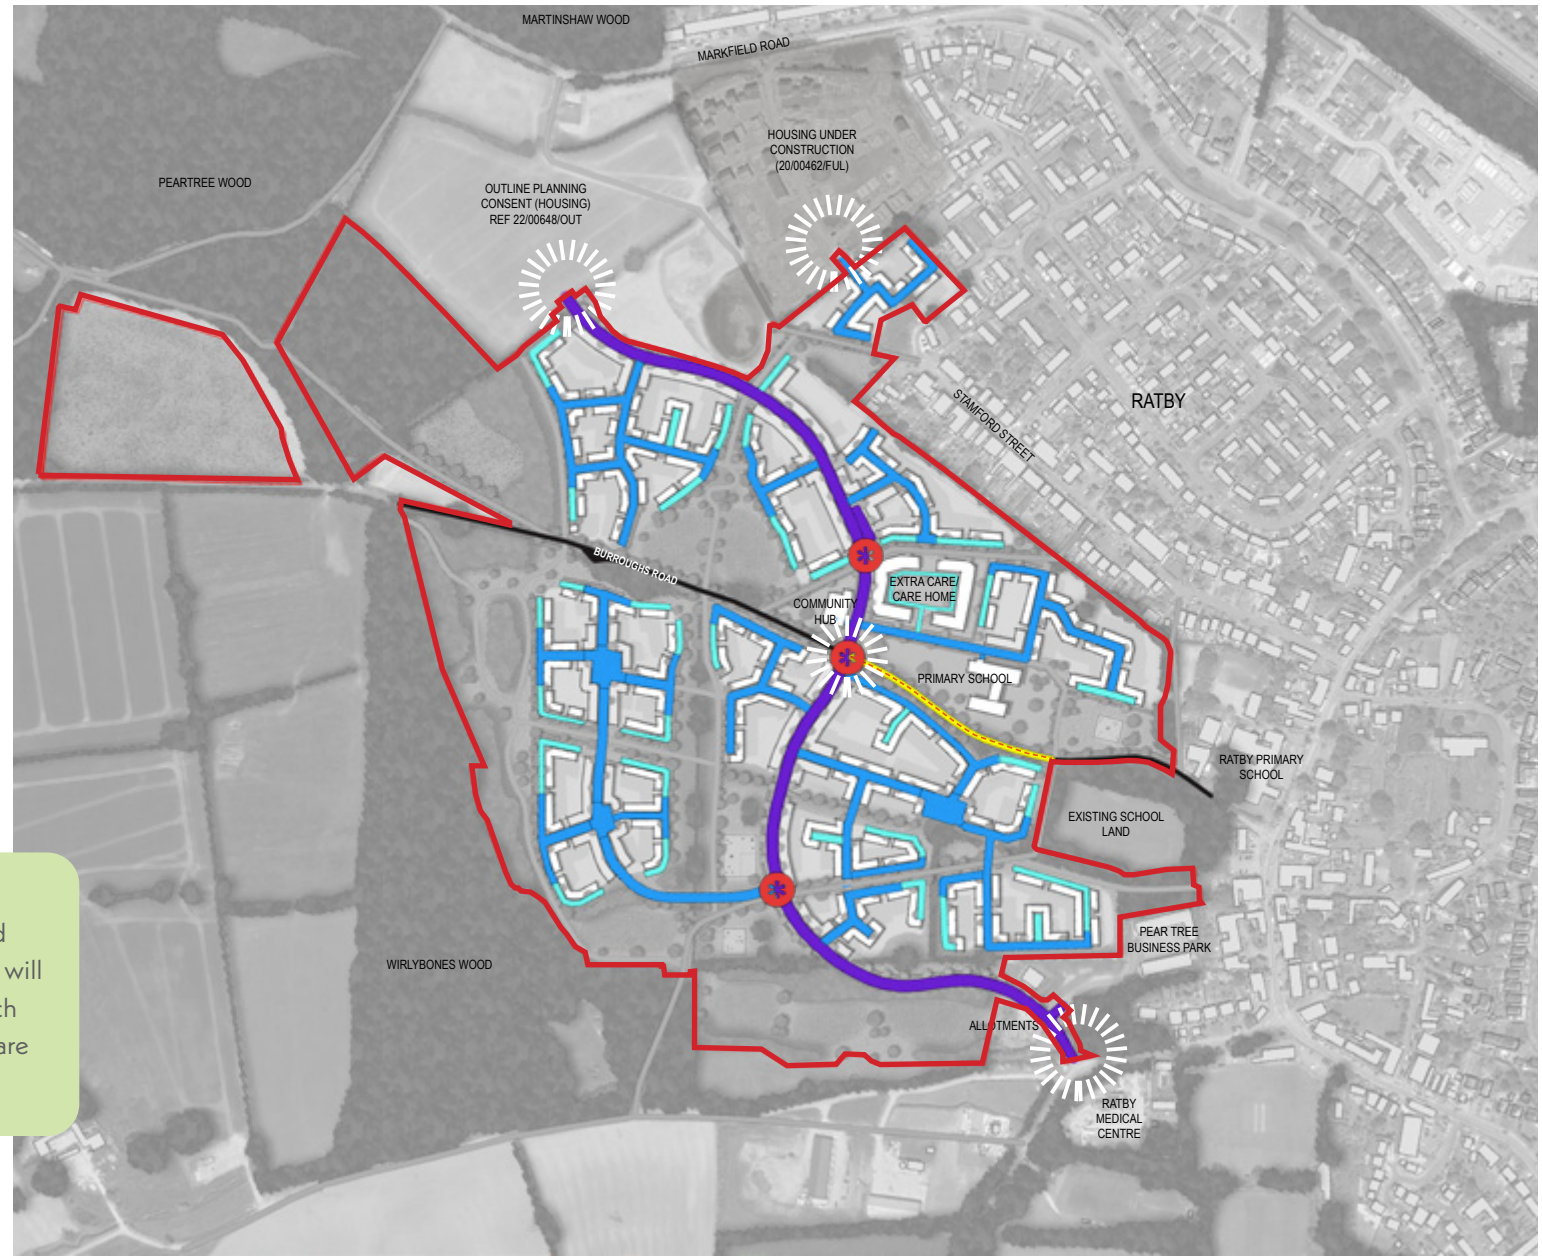 MARTINSHAW WOOD
MARKFIELD ROAD
HOUSING UNDER
CONSTRUCTION
(20/00462/FUL)
PEARTREE WOOD
OUTLINE PLANNING
CONSENT (HOUSING)
REF 22/00648/OUT
RATBY
STAMFORD STREET
BURROUGHS ROAD
EXTRA CARE/
CARE HOME
COMMUNITY
HUB
PRIMARY SCHOOL
RATBY PRIMARY
SCHOOL
EXISTING SCHOOL
LAND
PEAR TREE
BUSINESS PARK
WIRLYBONES WOOD
will
are
ALLOTMENTS
RATBY
MEDICAL
CENTRE